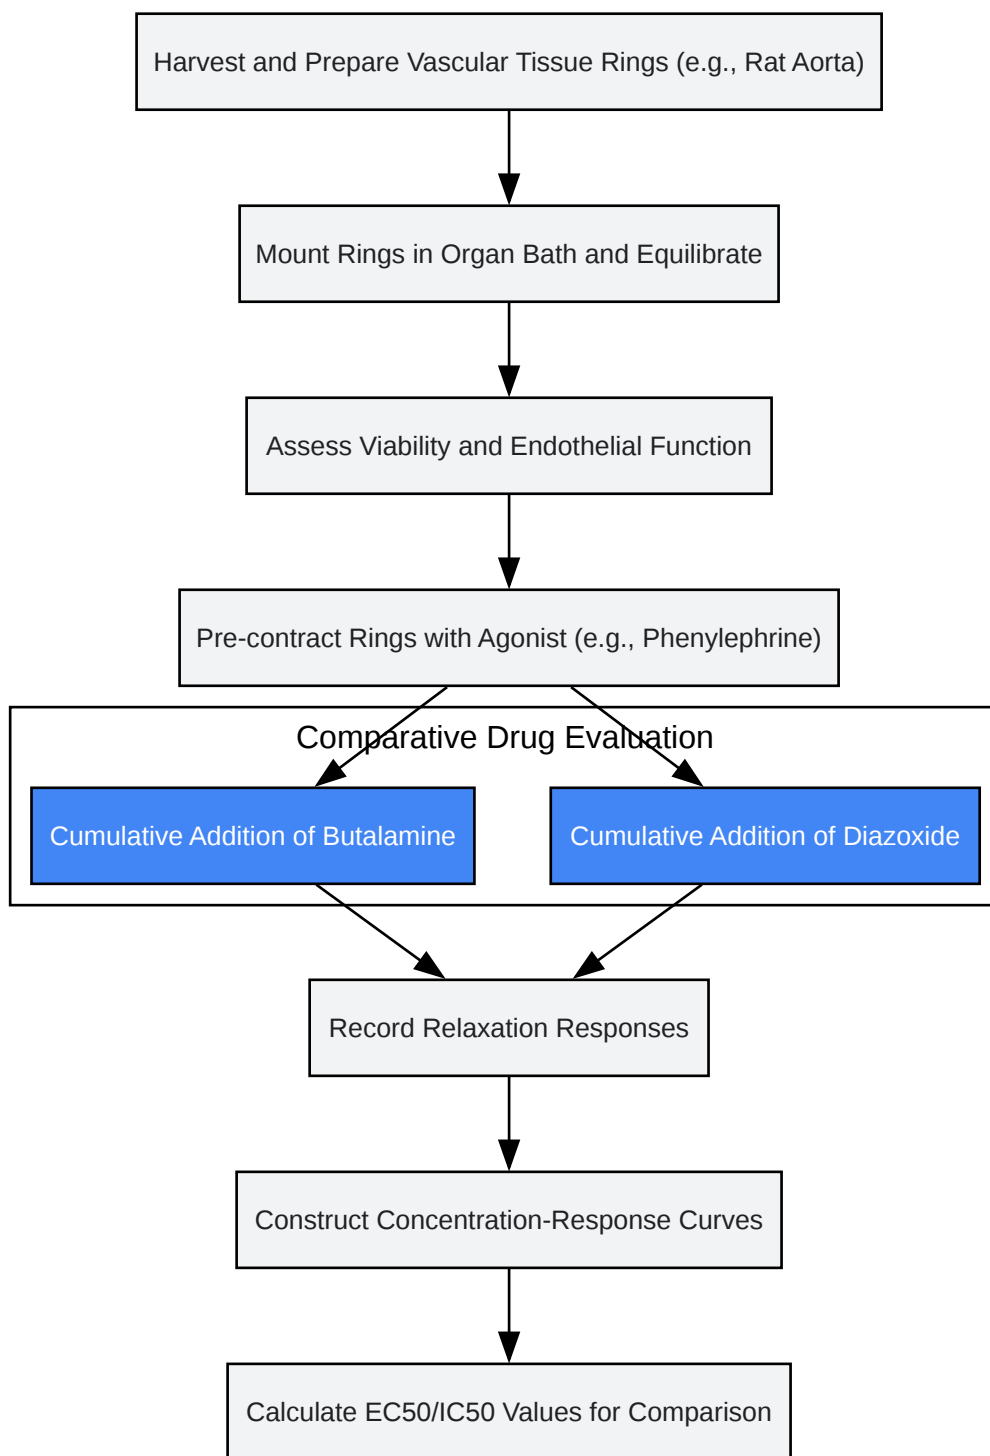 Harvest and Prepare Vascular Tissue Rings (e.g., Rat Aorta)
Mount Rings in Organ Bath and Equilibrate
Assess Viability and Endothelial Function
Pre-contract Rings with Agonist (e.g., Phenylephrine)
Comparative Drug Evaluation
Cumulative Addition of Butalamine
Cumulative Addition of Diazoxide
Record Relaxation Responses
Construct Concentration-Response Curves
Calculate EC50/IC50 Values for Comparison